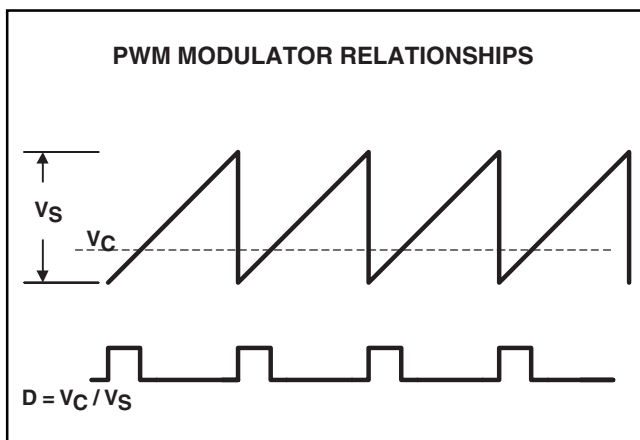 PWM MODULATOR RELATIONSHIPS
VS
VC
D = VC / VS